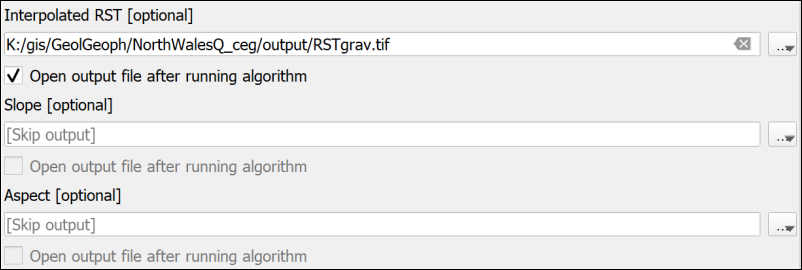 Interpolated RST [optional]
K:/gis/GeolGeoph/NorthWalesQ_ceg/output/RSTgrav.tif
...
Open output file after running algorithm
Slope [optional]
[Skip output]
...
Open output file after running algorithm
Aspect [optional]
[Skip output]
...
Open output file after running algorithm